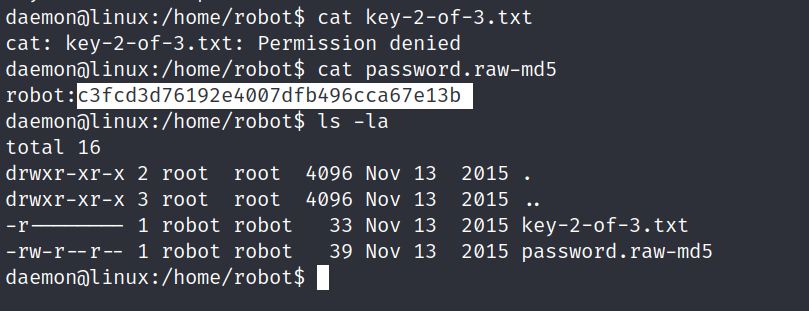 daemon@linux:/home/robot$ cat key-2-of-3.txt
cat: key-2-of-3.txt: Permission denied
daemon@linux:/home/robot$ cat password.raw-md5
robot:c3fcd3d76192e4007dfb496cca67e13b
daemon@linux:/home/robot$ ls -la
total 16
drwxr-xr-x 2 root  root  4096 Nov 13  2015 .
drwxr-xr-x 3 root  root  4096 Nov 13  2015 ..
-r-------- 1 robot robot   33 Nov 13  2015 key-2-of-3.txt
-rw-r--r-- 1 robot robot   39 Nov 13  2015 password.raw-md5
daemon@linux:/home/robot$